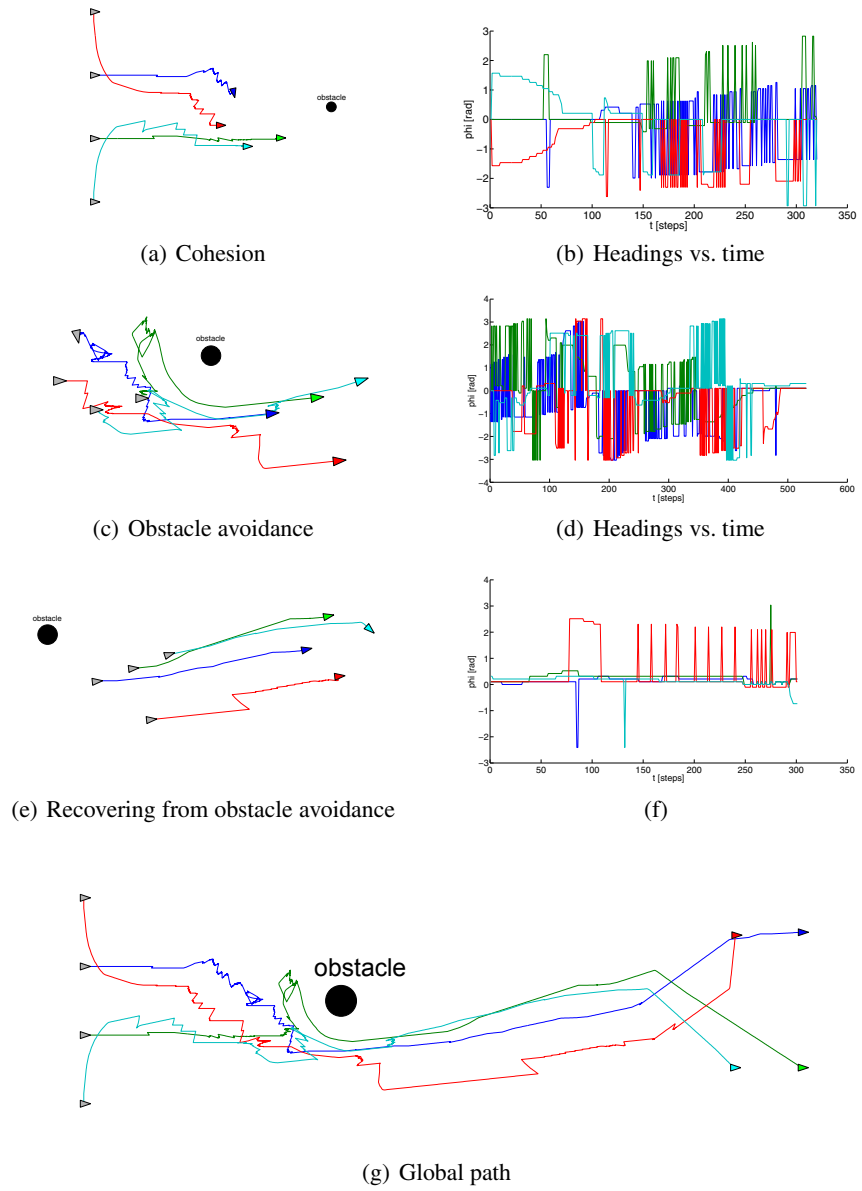 obstacle
(a) Cohesion
3
2
1
0
−1
−2
−3
0
50
100
150
200
250
300
350
phi [rad]
t [steps]
(b) Headings vs. time
obstacle
(c) Obstacle avoidance
4
3
2
1
0
−1
−2
−3
−4
0
100
200
300
400
500
600
phi [rad]
t [steps]
(d) Headings vs. time
obstacle
(e) Recovering from obstacle avoidance
4
3
2
1
0
−1
−2
−3
0
50
100
150
200
250
300
350
phi [rad]
t [steps]
(f)
obstacle
(g) Global path